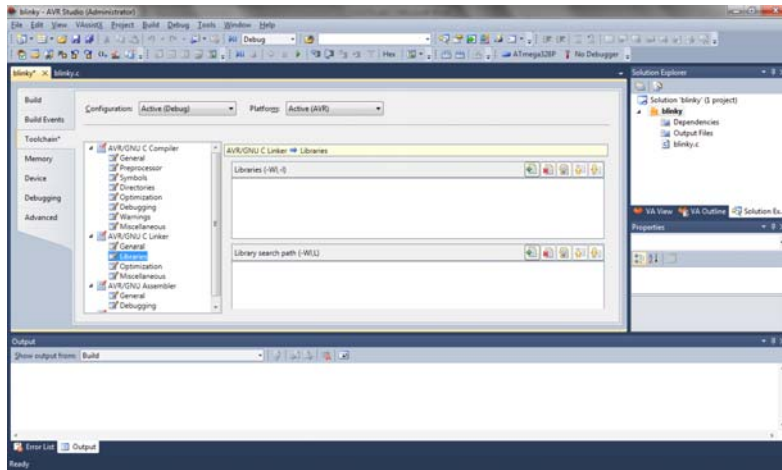 blinky - AVR Studio (Administrator)
File Edit View VAssistX Project Build Debug Tools Window Help
Debug
Hex
ATmega328P No Debugger
blinky* blinky.c
Build
Build Events
Toolchain*
Memory
Device
Debugging
Advanced
Configuration: Active (Debug) Platform: Active (AVR)
AVR/GNU C Compiler
General
Preprocessor
Symbols
Directories
Optimization
Debugging
Warnings
Miscellaneous
AVR/GNU C Linker
General
Libraries
Optimization
Miscellaneous
AVR/GNU Assembler
General
Debugging
AVR/GNU C Linker Libraries
Libraries (-Wl,-l)
Library search path (-Wl,L)
Solution Explorer
Solution 'blinky' (1 project)
blinky
Dependencies
Output Files
blinky.c
VA View VA Outline Solution Ex...
Properties
Output
Show output from: Build
Error List Output
Ready